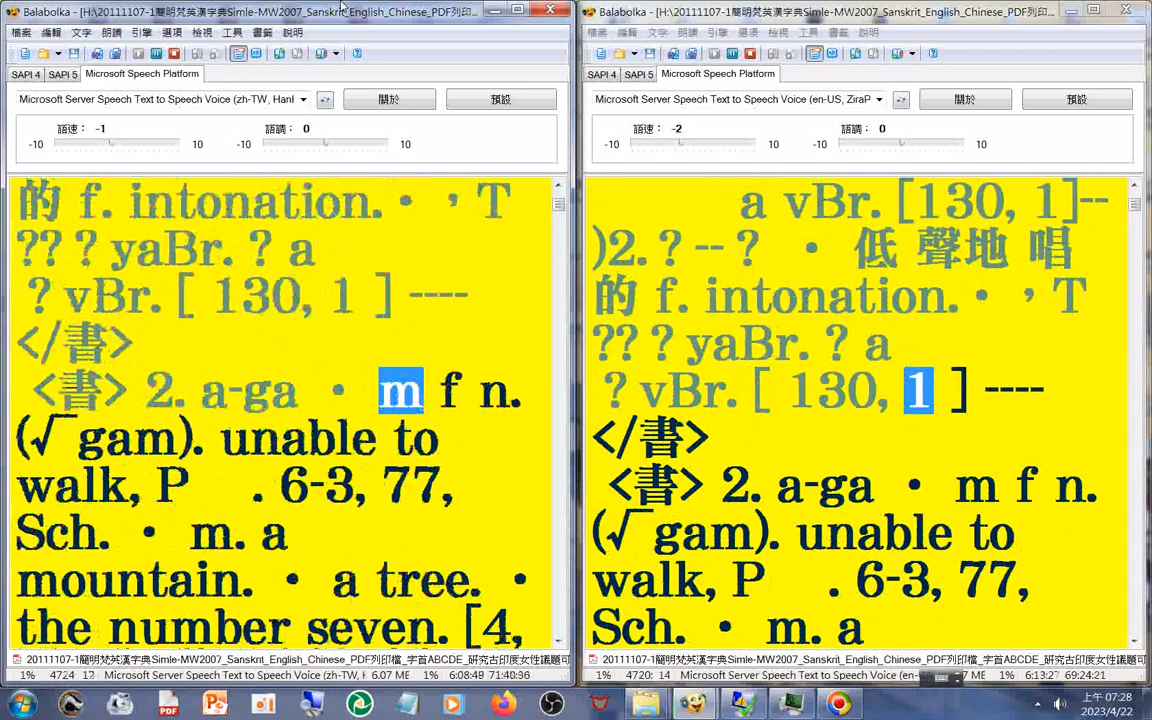 Balabolka - [H:\20111107-1簡明梵英漢字典Simle-MW2007_Sanskrit_English_Chinese_PDF列印...
檔案 編輯 文字 朗讀 引擎 選項 檢視 工具 書籤 說明
SAPI 4 SAPI 5 Microsoft Speech Platform
Microsoft Server Speech Text to Speech Voice (zh-TW, HanI
關於 預設
語速： -1 語調： 0
-10 10 -10 10
的 f. intonation.• ，T
?? ? yaBr. ? a
? vBr. [ 130, 1 ] ----
</書>
<書> 2. a-ga • m f n.
(√ gam). unable to
walk, P . 6-3, 77,
Sch. • m. a
mountain. • a tree. •
the number seven. [4,
20111107-1簡明梵英漢字典Simle-MW2007_Sanskrit_English_Chinese_PDF列印檔_字首ABCDE_研究古印度女性議題可
1% 4724 12 Microsoft Server Speech Text to Speech Voice (zh-TW, H 6.07 ME 1% 6:08:49 71:40:96
Balabolka - [H:\20111107-1簡明梵英漢字典Simle-MW2007_Sanskrit_English_Chinese_PDF列印...
檔案 編輯 文字 朗讀 引擎 選項 檢視 工具 書籤 說明
SAPI 4 SAPI 5 Microsoft Speech Platform
Microsoft Server Speech Text to Speech Voice (en-US, ZiraP
關於 預設
語速： -2 語調： 0
-10 10 -10 10
a vBr. [130, 1]--
)2. ? -- ? • 低 聲地 唱
的 f. intonation.• ，T
?? ? yaBr. ? a
? vBr. [ 130, 1 ] ----
</書>
<書> 2. a-ga • m f n.
(√ gam). unable to
walk, P . 6-3, 77,
Sch. • m. a
20111107-1簡明梵英漢字典Simle-MW2007_Sanskrit_English_Chinese_PDF列印檔_字首ABCDE_研究古印度女性議題可
1% 4720: 14 Microsoft Server Speech Text to Speech Voice 1% 6:13:27 69:24:21
上午 07:28
2023/4/22